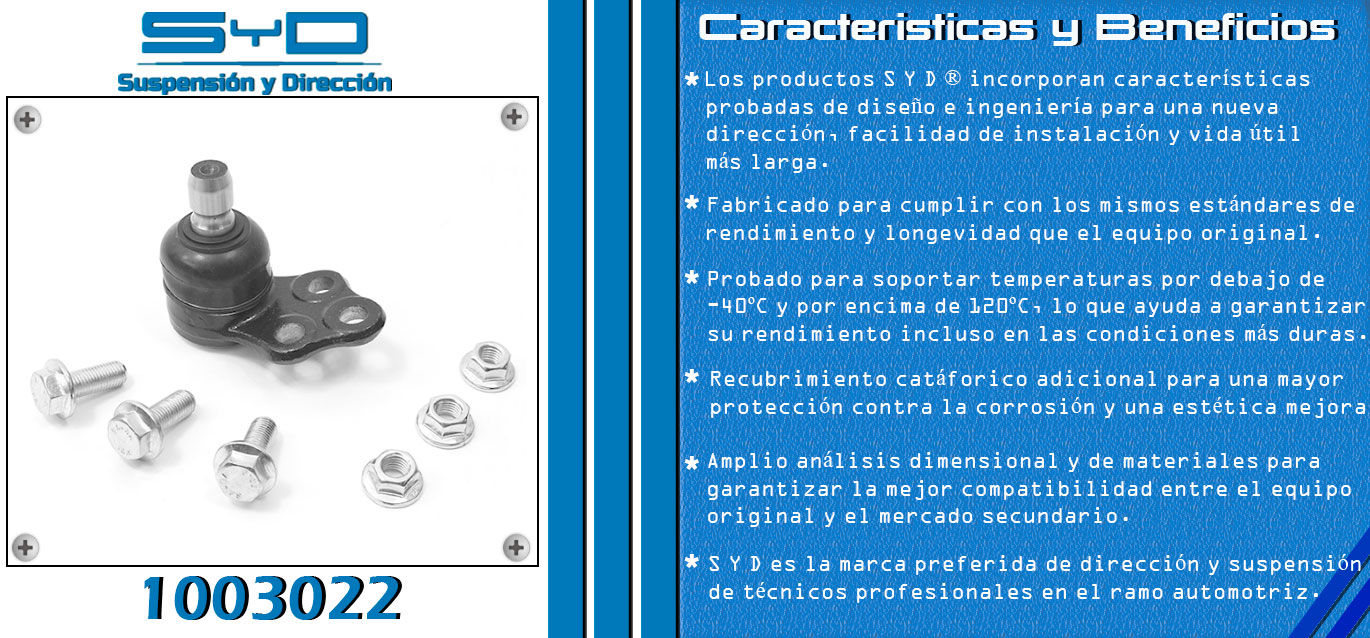 SYD
Suspensión y Dirección
1003022
Caracteristicas y Beneficios
* Los productos S Y D ® incorporan características
probadas de diseño e ingeniería para una nueva
dirección, facilidad de instalación y vida útil
más larga.
* Fabricado para cumplir con los mismos estándares de
rendimiento y longevidad que el equipo original.
* Probado para soportar temperaturas por debajo de
-40ºC y por encima de 120ºC, lo que ayuda a garantizar
su rendimiento incluso en las condiciones más duras.
* Recubrimiento catáforico adicional para una mayor
protección contra la corrosión y una estética mejora
* Amplio análisis dimensional y de materiales para
garantizar la mejor compatibilidad entre el equipo
original y el mercado secundario.
* S Y D es la marca preferida de dirección y suspensión
de técnicos profesionales en el ramo automotriz.